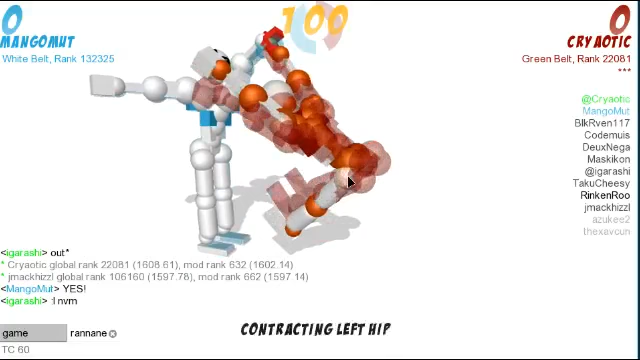 0
100
0
MANGOMUT
CRYAOTIC
White Belt, Rank 132325
Green Belt, Rank 22081
***
@Cryaotic
MangoMut
BlkRven117
Codemuis
DeuxNega
Maskikon
@igarashi
TakuCheesy
RinkenRoo
jmackhizzl
azukee2
thexavcun
<igarashi> out*
* Cryaotic global rank 22081 (1608.61), mod rank 632 (1602.14)
* jmackhizzl global rank 106160 (1597.78), mod rank 662 (1597.14)
<MangoMut> YES!
<igarashi> :l nvm
CONTRACTING LEFT HIP
game
rannane
TC 60